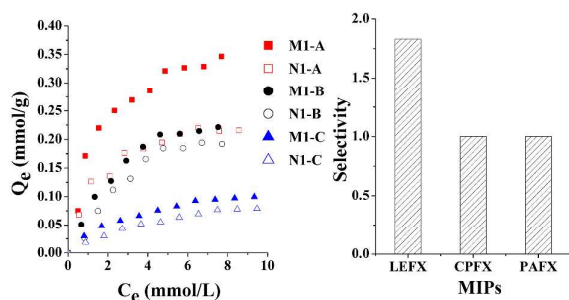 0.40
0.35
0.30
0.25
0.20
0.15
0.10
0.05
0.00
Qe (mmol/g)
0 2 4 6 8 10
Ce (mmol/L)
M1-A
N1-A
M1-B
N1-B
M1-C
N1-C
2.0
1.5
1.0
0.5
0.0
Selectivity
LEFX CPFX PAFX
MIPs